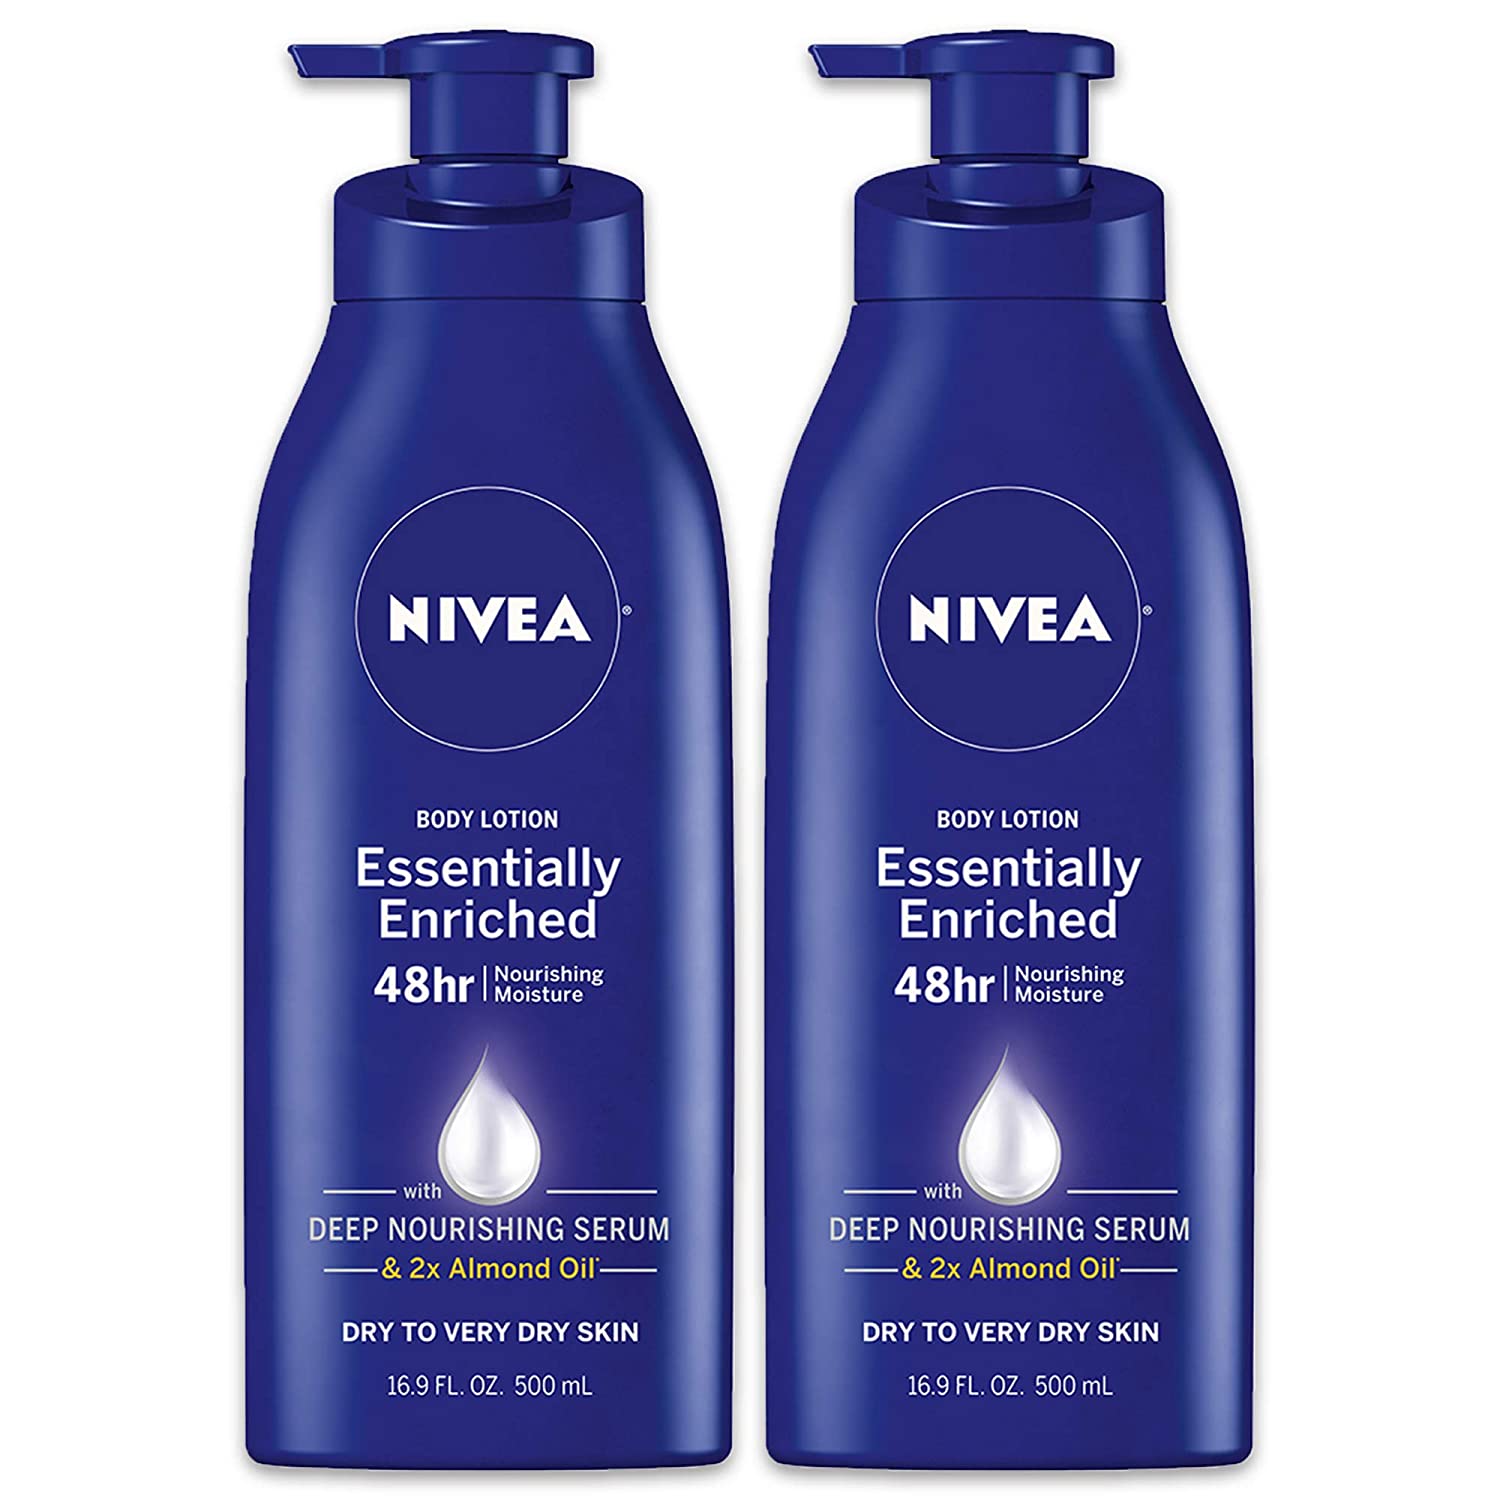 NIVEA®
BODY LOTION
Essentially
Enriched
48hr | Nourishing
Moisture
with
DEEP NOURISHING SERUM
& 2x Almond Oil*
DRY TO VERY DRY SKIN
16.9 FL. OZ. 500 mL
NIVEA®
BODY LOTION
Essentially
Enriched
48hr | Nourishing
Moisture
with
DEEP NOURISHING SERUM
& 2x Almond Oil*
DRY TO VERY DRY SKIN
16.9 FL. OZ. 500 mL